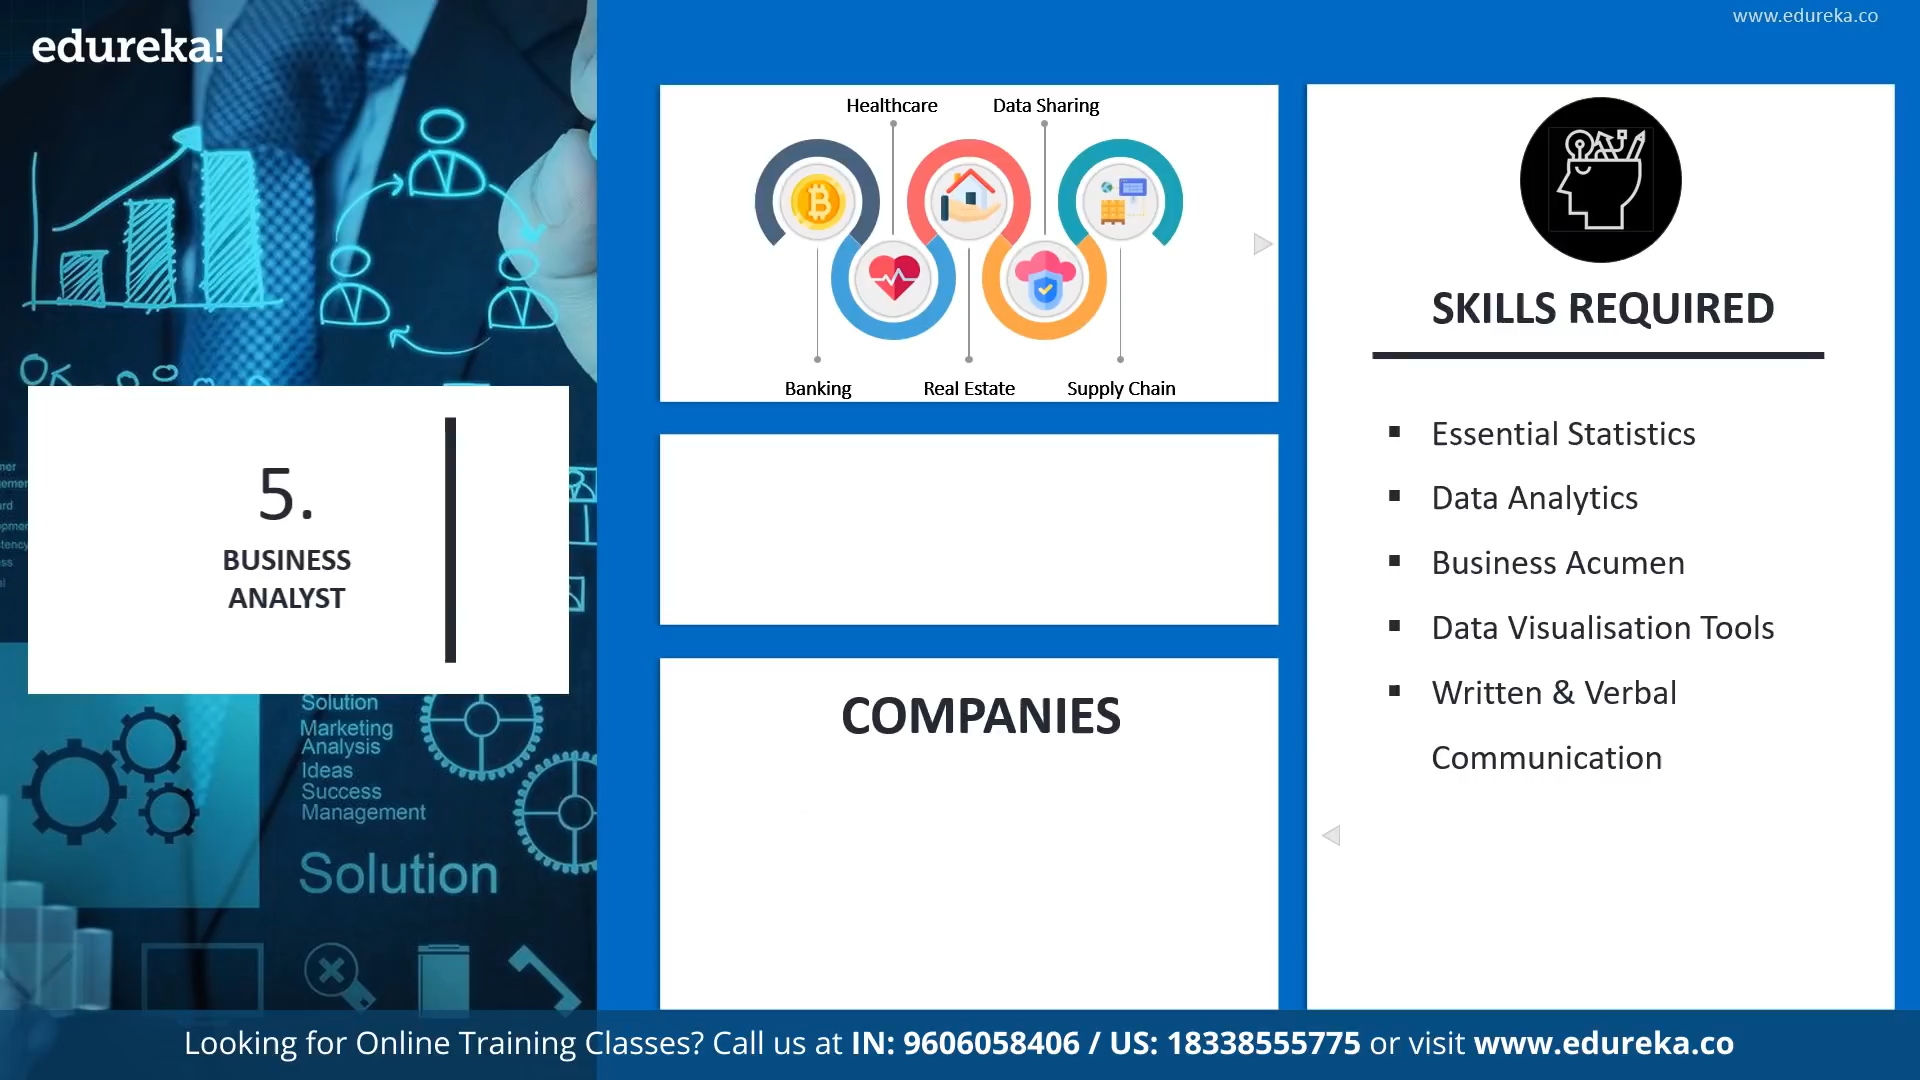 edureka!
www.edureka.co
Healthcare
Data Sharing
Banking
Real Estate
Supply Chain
5.
BUSINESS
ANALYST
COMPANIES
SKILLS REQUIRED
▪ Essential Statistics
▪ Data Analytics
▪ Business Acumen
▪ Data Visualisation Tools
▪ Written & Verbal
Communication
Solution
Marketing
Analysis
Ideas
Success
Management
Solution
Looking for Online Training Classes? Call us at IN: 9606058406 / US: 18338555775 or visit www.edureka.co